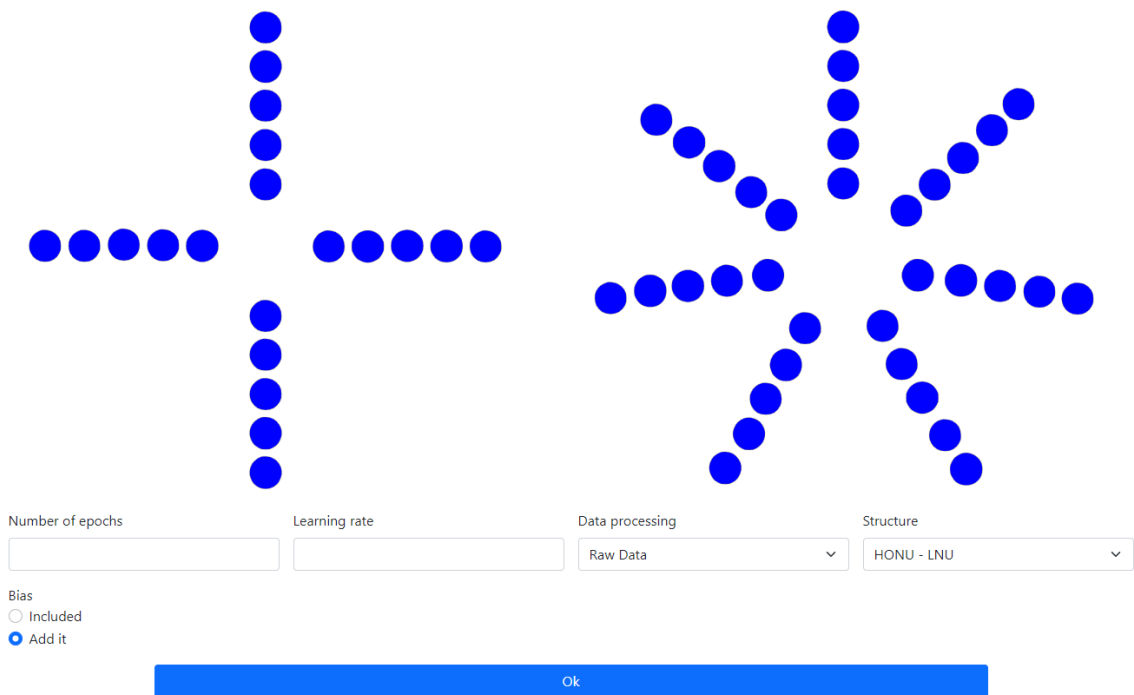 Number of epochs
Learning rate
Data processing
Structure
Raw Data
HONU - LNU
Bias
Included
Add it
Ok